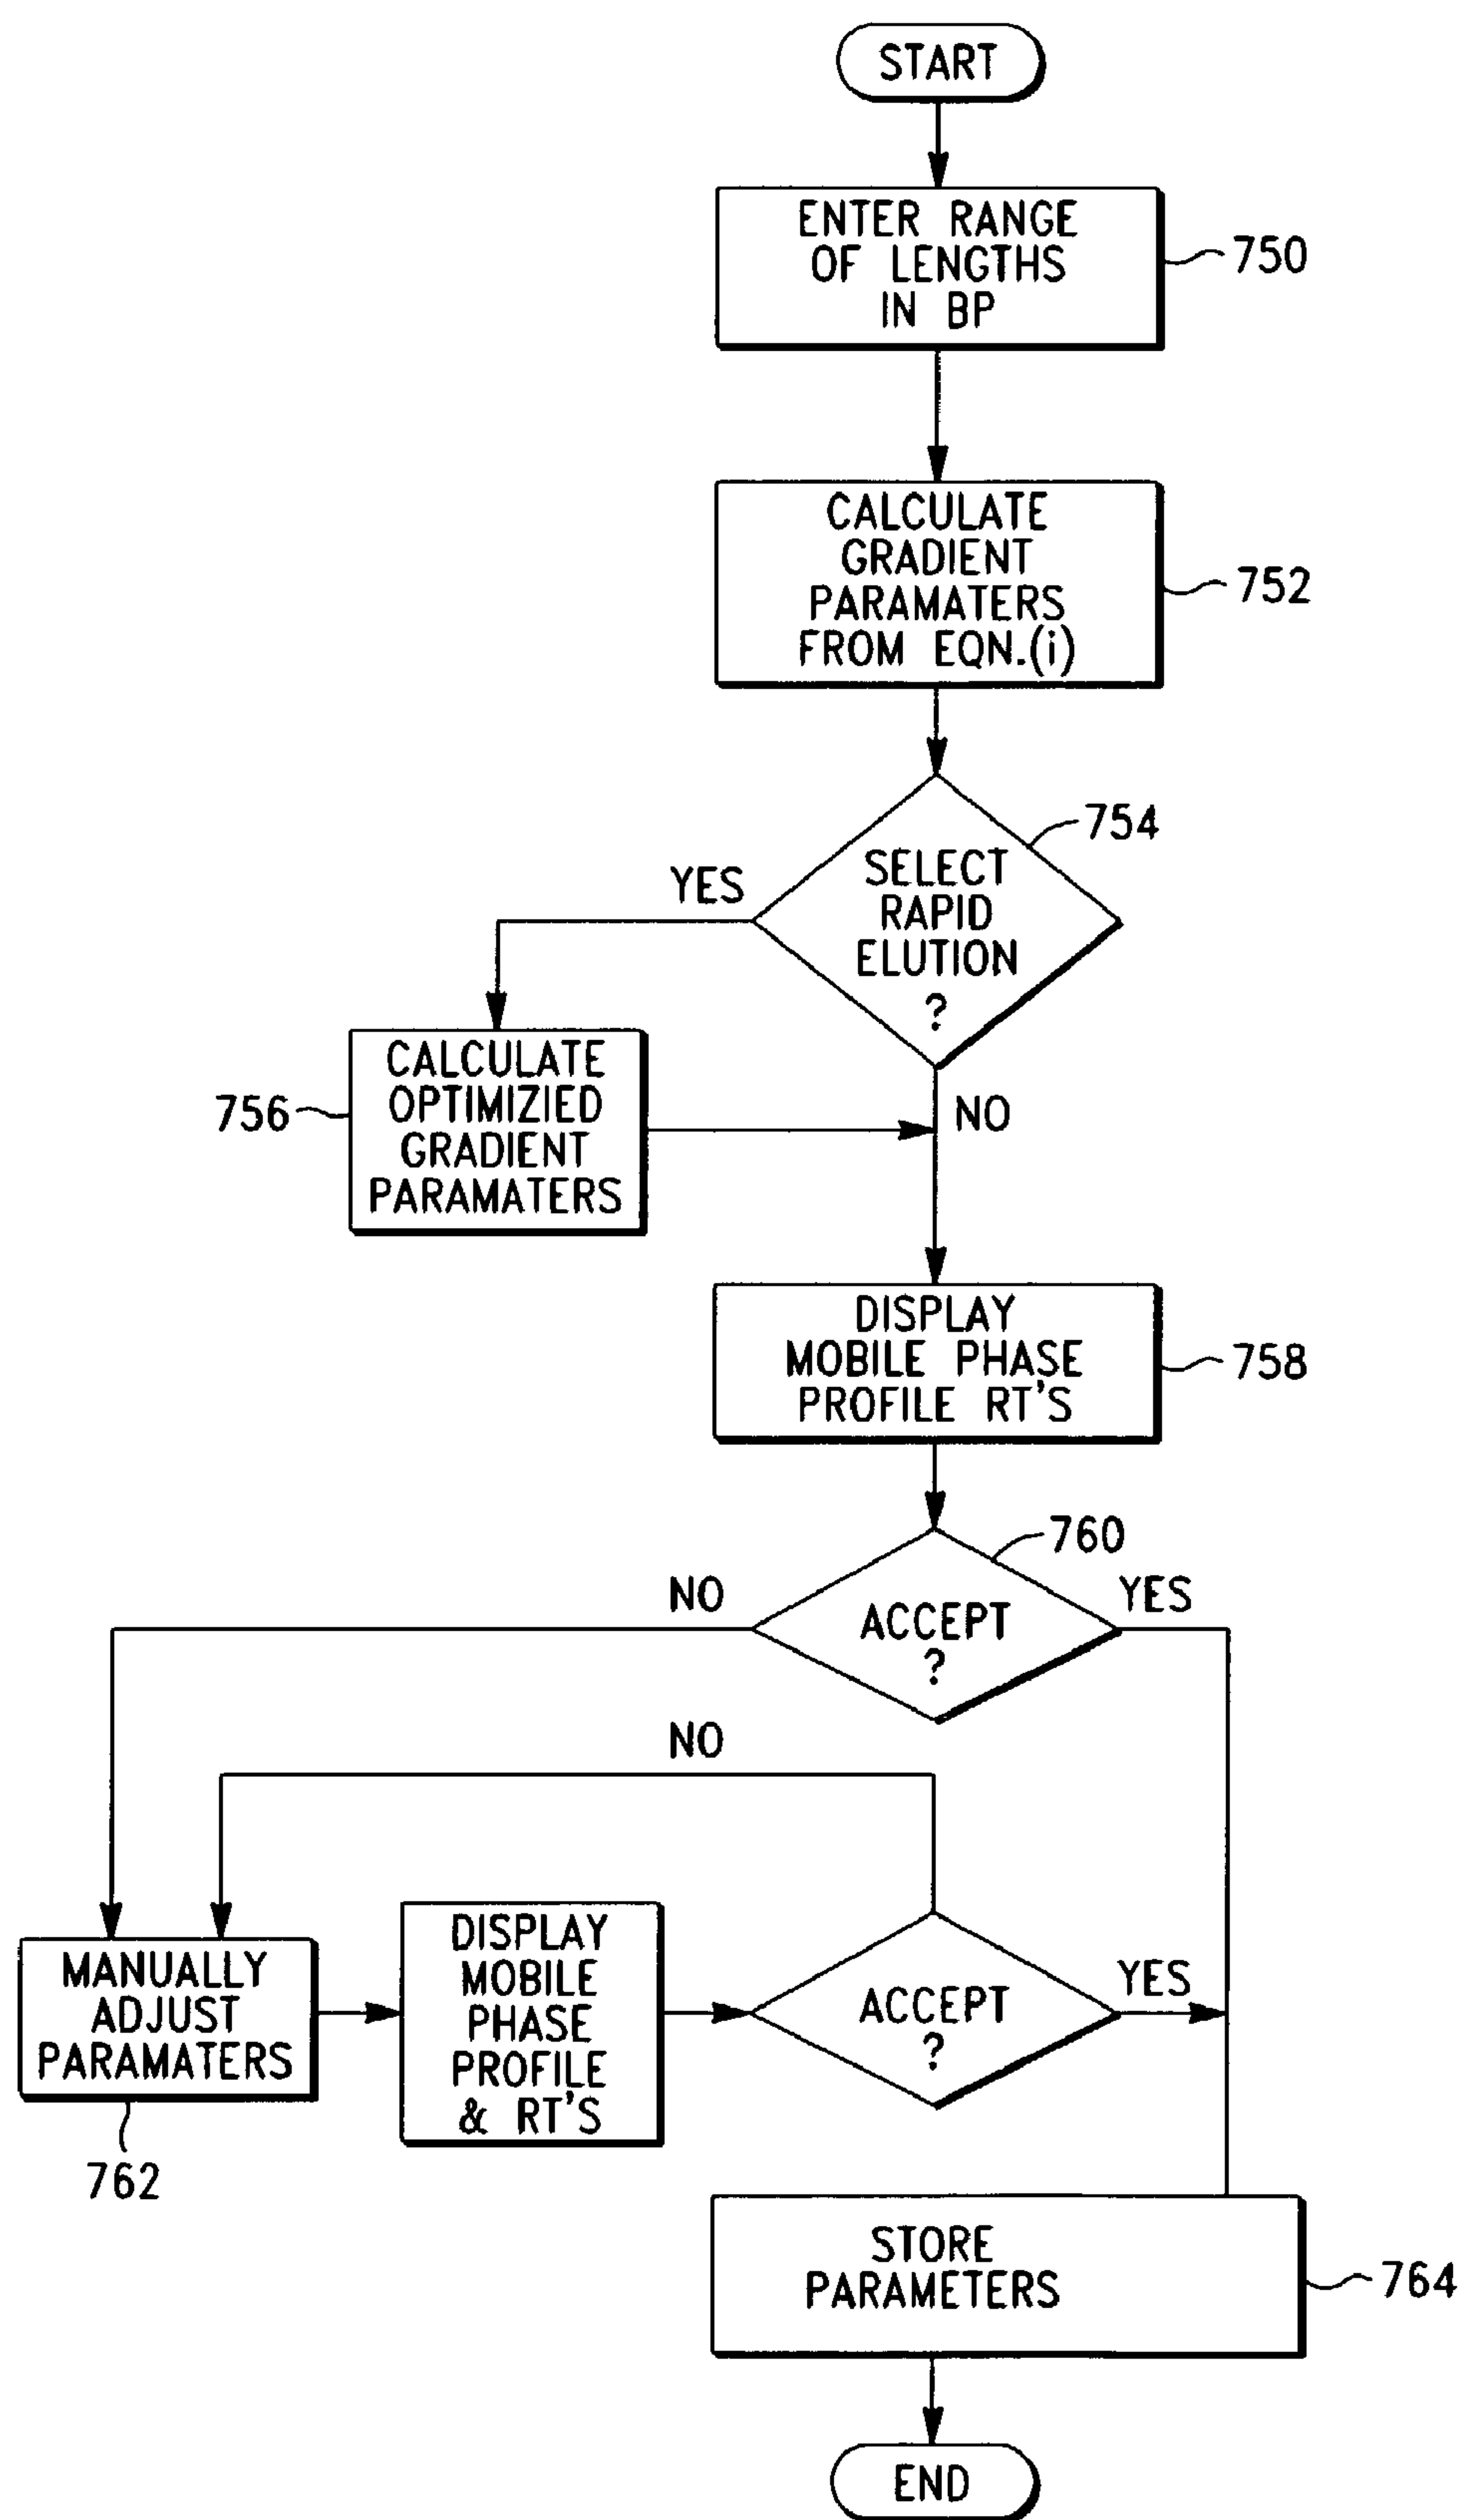 START
ENTER RANGE
OF LENGTHS
IN BP
750
CALCULATE
GRADIENT
PARAMATERS
FROM EQN.(i)
752
754
SELECT
RAPID
ELUTION
?
YES
NO
CALCULATE
OPTIMIZIED
GRADIENT
PARAMATERS
756
DISPLAY
MOBILE PHASE
PROFILE RT'S
758
760
ACCEPT
?
NO
YES
NO
MANUALLY
ADJUST
PARAMATERS
762
DISPLAY
MOBILE
PHASE
PROFILE
& RT'S
ACCEPT
?
YES
STORE
PARAMETERS
764
END